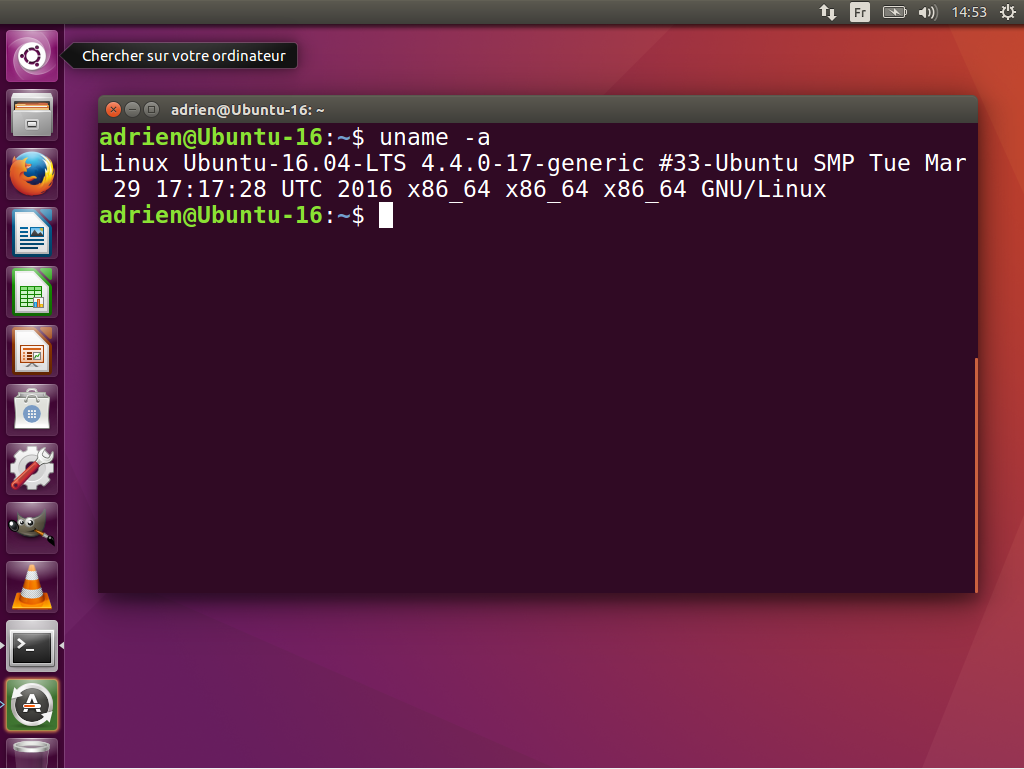 Fr
14:53
Chercher sur votre ordinateur
adrien@Ubuntu-16: ~
adrien@Ubuntu-16:~$ uname -a
Linux Ubuntu-16.04-LTS 4.4.0-17-generic #33-Ubuntu SMP Tue Mar
29 17:17:28 UTC 2016 x86_64 x86_64 x86_64 GNU/Linux
adrien@Ubuntu-16:~$
>_
A